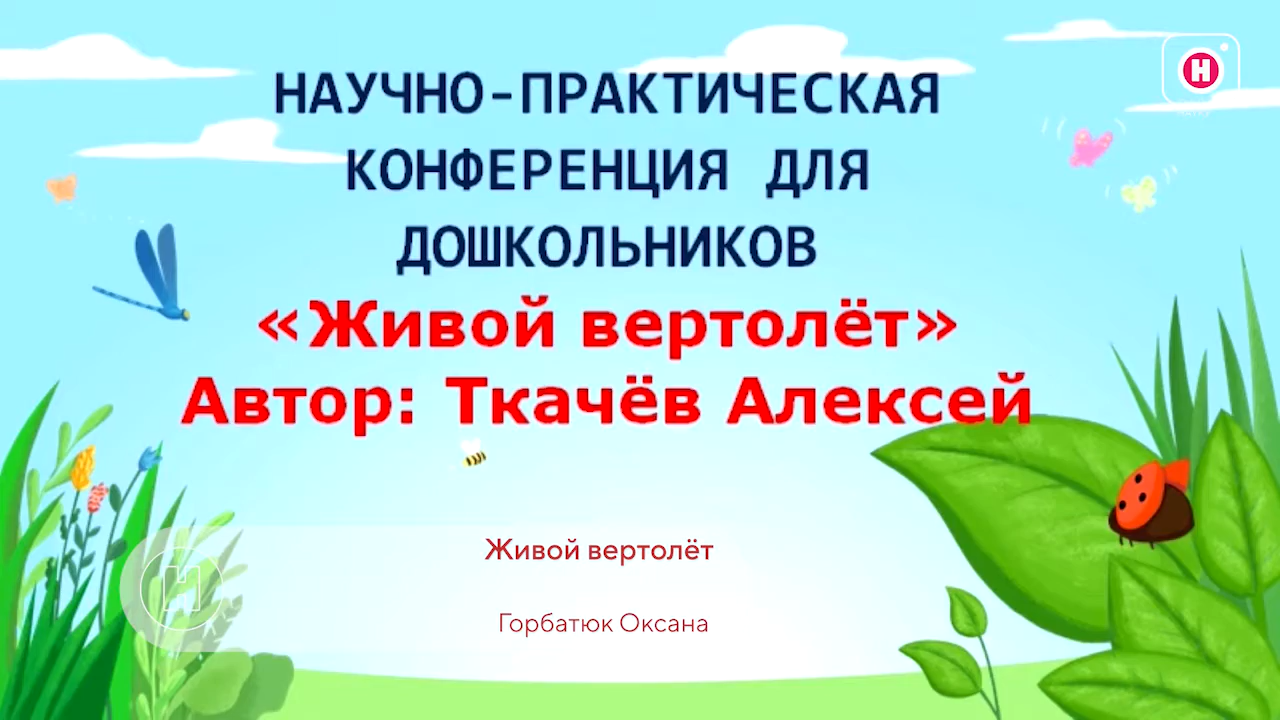 НАУЧНО-ПРАКТИЧЕСКАЯ
КОНФЕРЕНЦИЯ ДЛЯ
ДОШКОЛЬНИКОВ
«Живой вертолёт»
Автор: Ткачёв Алексей
Живой вертолёт
Горбатюк Оксана
Н
Н